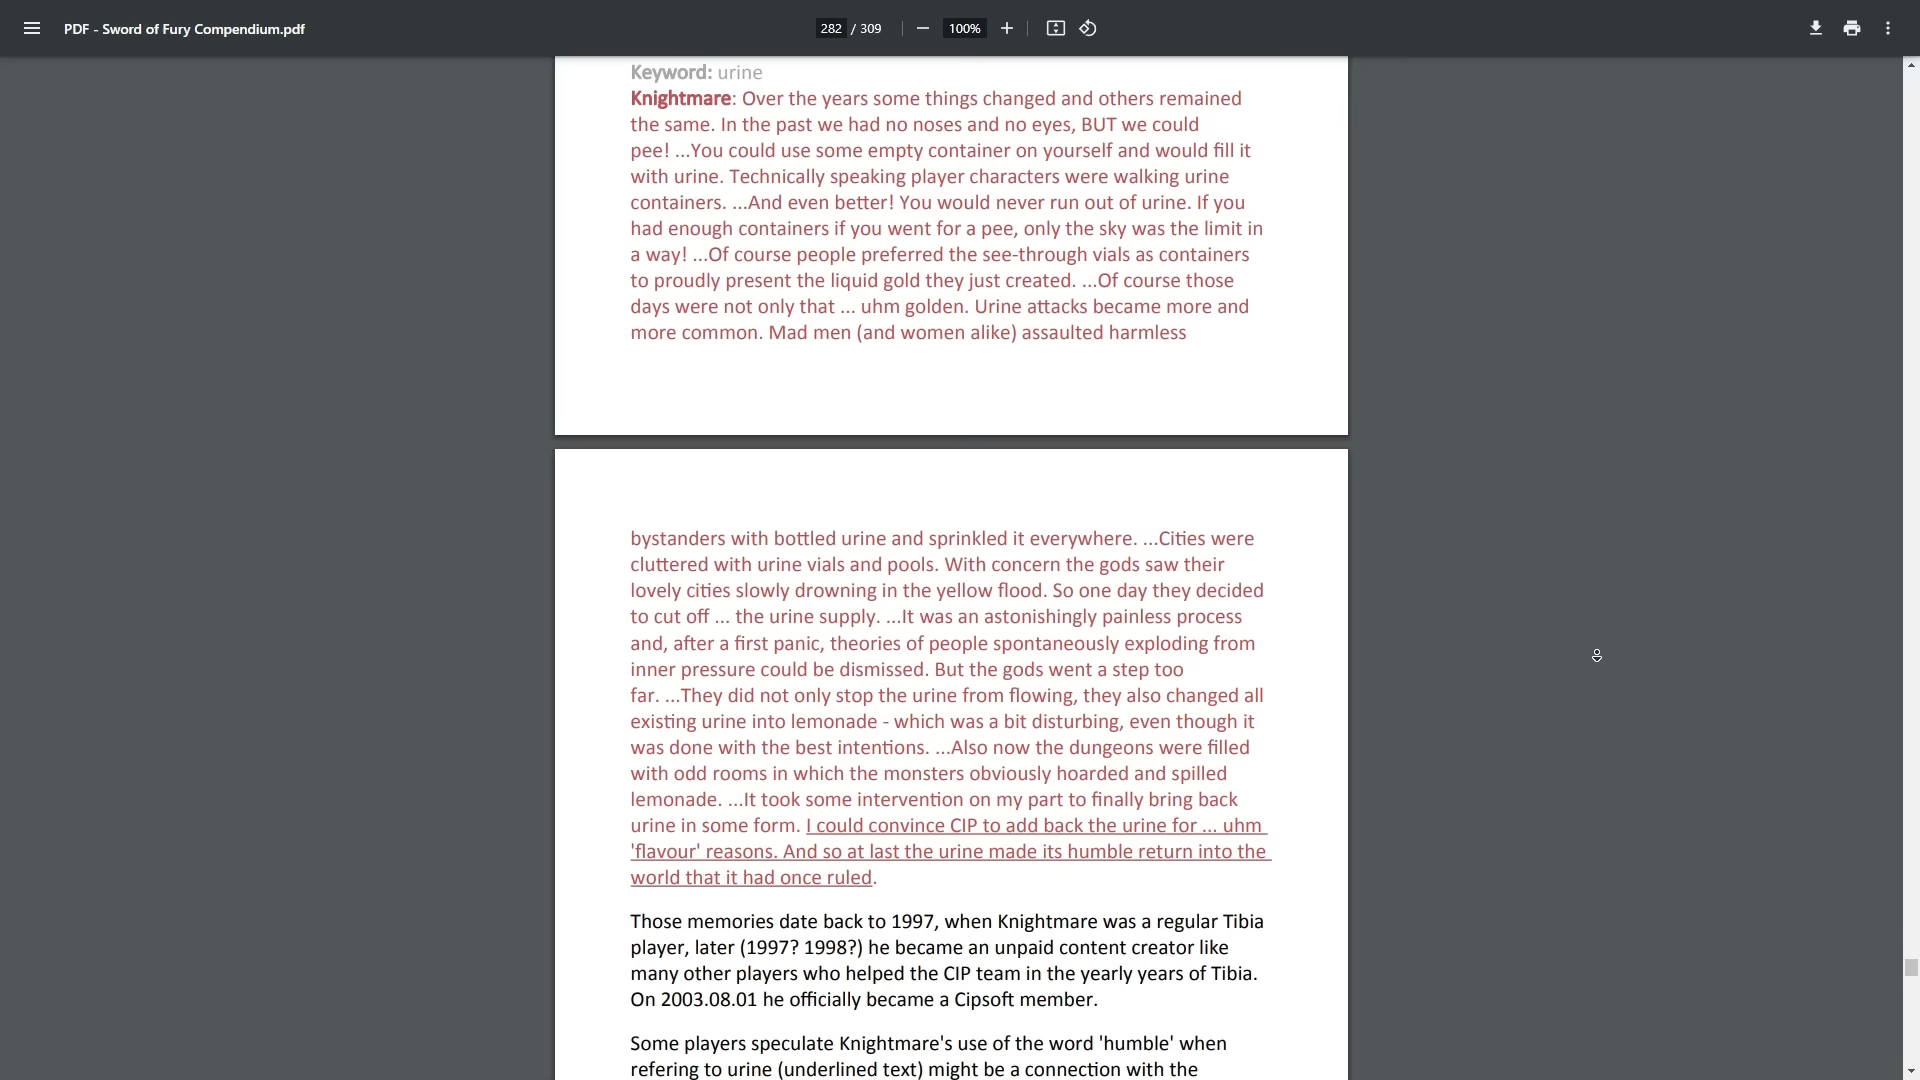 PDF - Sword of Fury Compendium.pdf
282 / 309
100%
Keyword: urine
Knightmare: Over the years some things changed and others remained
the same. In the past we had no noses and no eyes, BUT we could
pee! ...You could use some empty container on yourself and would fill it
with urine. Technically speaking player characters were walking urine
containers. ...And even better! You would never run out of urine. If you
had enough containers if you went for a pee, only the sky was the limit in
a way! ...Of course people preferred the see-through vials as containers
to proudly present the liquid gold they just created. ...Of course those
days were not only that ... uhm golden. Urine attacks became more and
more common. Mad men (and women alike) assaulted harmless
bystanders with bottled urine and sprinkled it everywhere. ...Cities were
cluttered with urine vials and pools. With concern the gods saw their
lovely cities slowly drowning in the yellow flood. So one day they decided
to cut off ... the urine supply. ...It was an astonishingly painless process
and, after a first panic, theories of people spontaneously exploding from
inner pressure could be dismissed. But the gods went a step too
far. ...They did not only stop the urine from flowing, they also changed all
existing urine into lemonade - which was a bit disturbing, even though it
was done with the best intentions. ...Also now the dungeons were filled
with odd rooms in which the monsters obviously hoarded and spilled
lemonade. ...It took some intervention on my part to finally bring back
urine in some form. I could convince CIP to add back the urine for ... uhm
'flavour' reasons. And so at last the urine made its humble return into the
world that it had once ruled.
Those memories date back to 1997, when Knightmare was a regular Tibia
player, later (1997? 1998?) he became an unpaid content creator like
many other players who helped the CIP team in the yearly years of Tibia.
On 2003.08.01 he officially became a Cipsoft member.
Some players speculate Knightmare's use of the word 'humble' when
refering to urine (underlined text) might be a connection with the